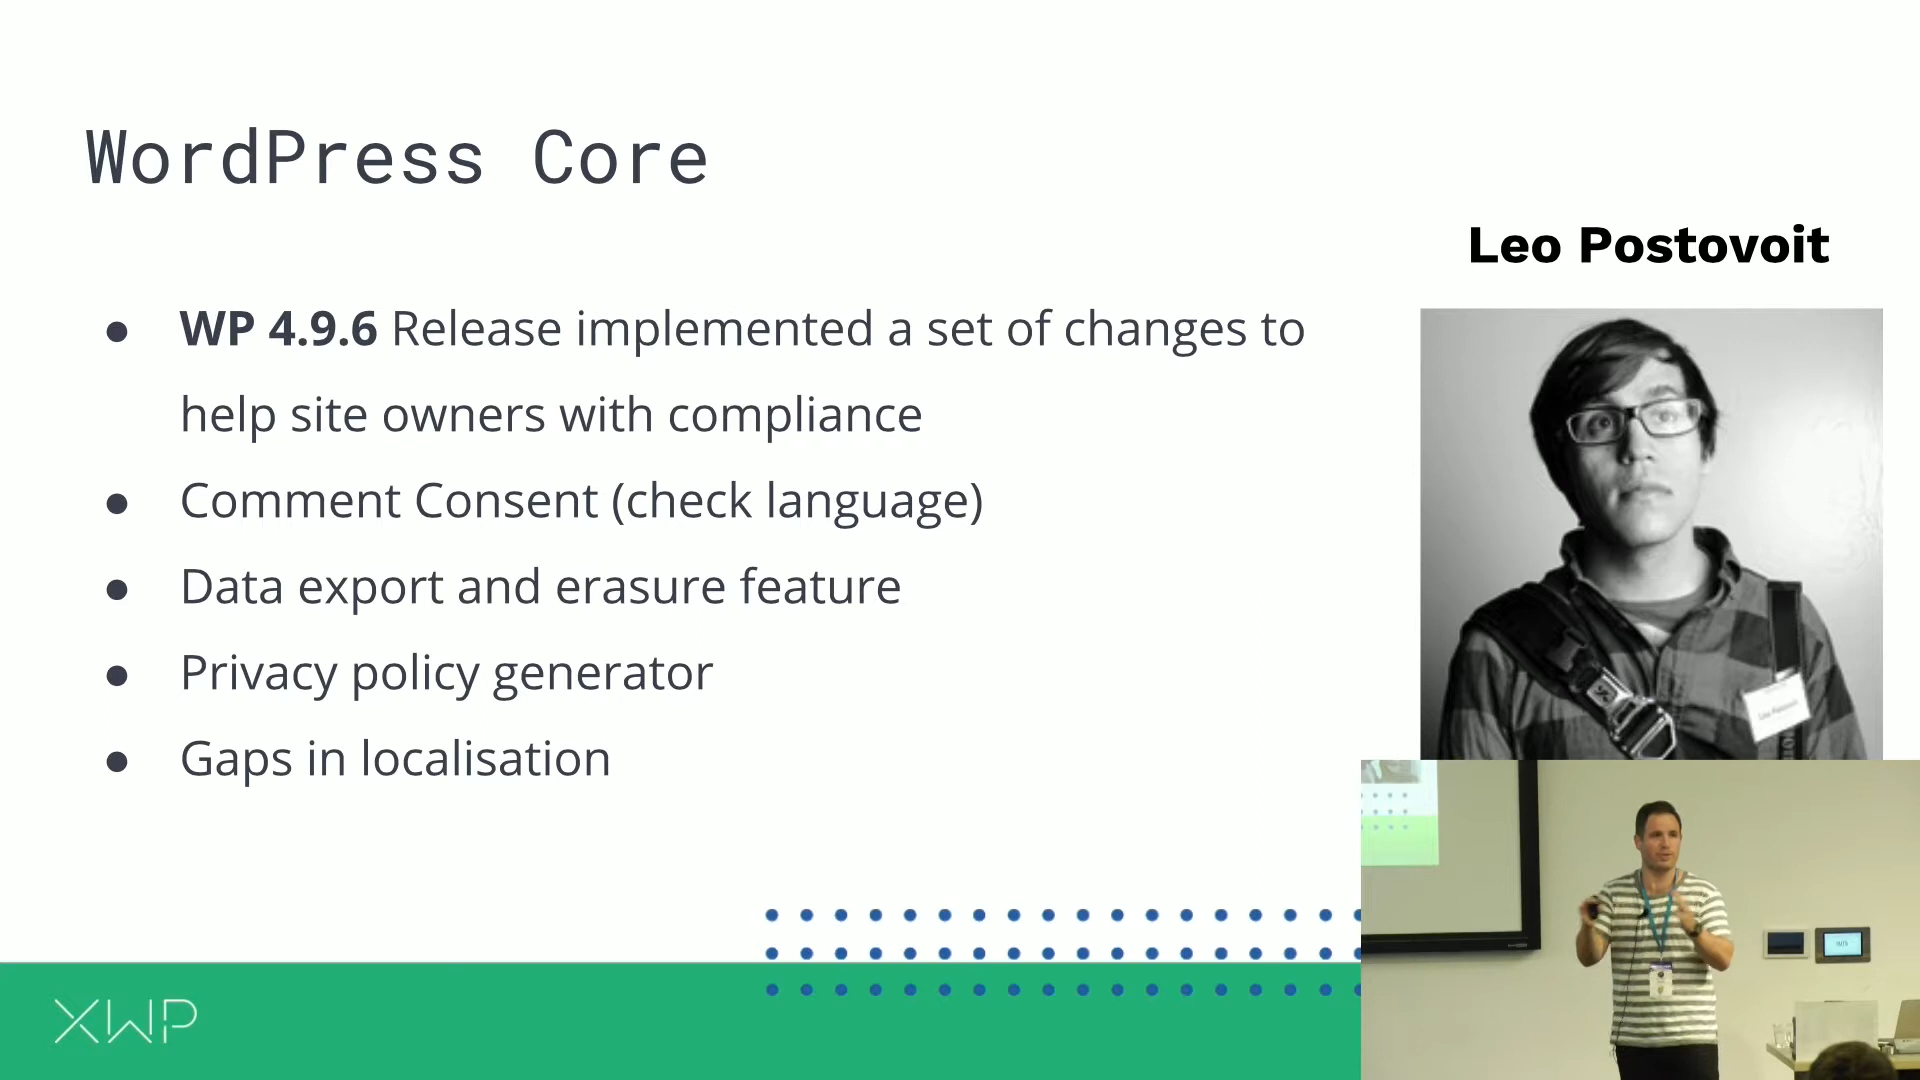 WordPress Core
Leo Postovoit
● WP 4.9.6 Release implemented a set of changes to
help site owners with compliance
● Comment Consent (check language)
● Data export and erasure feature
● Privacy policy generator
● Gaps in localisation
XWP